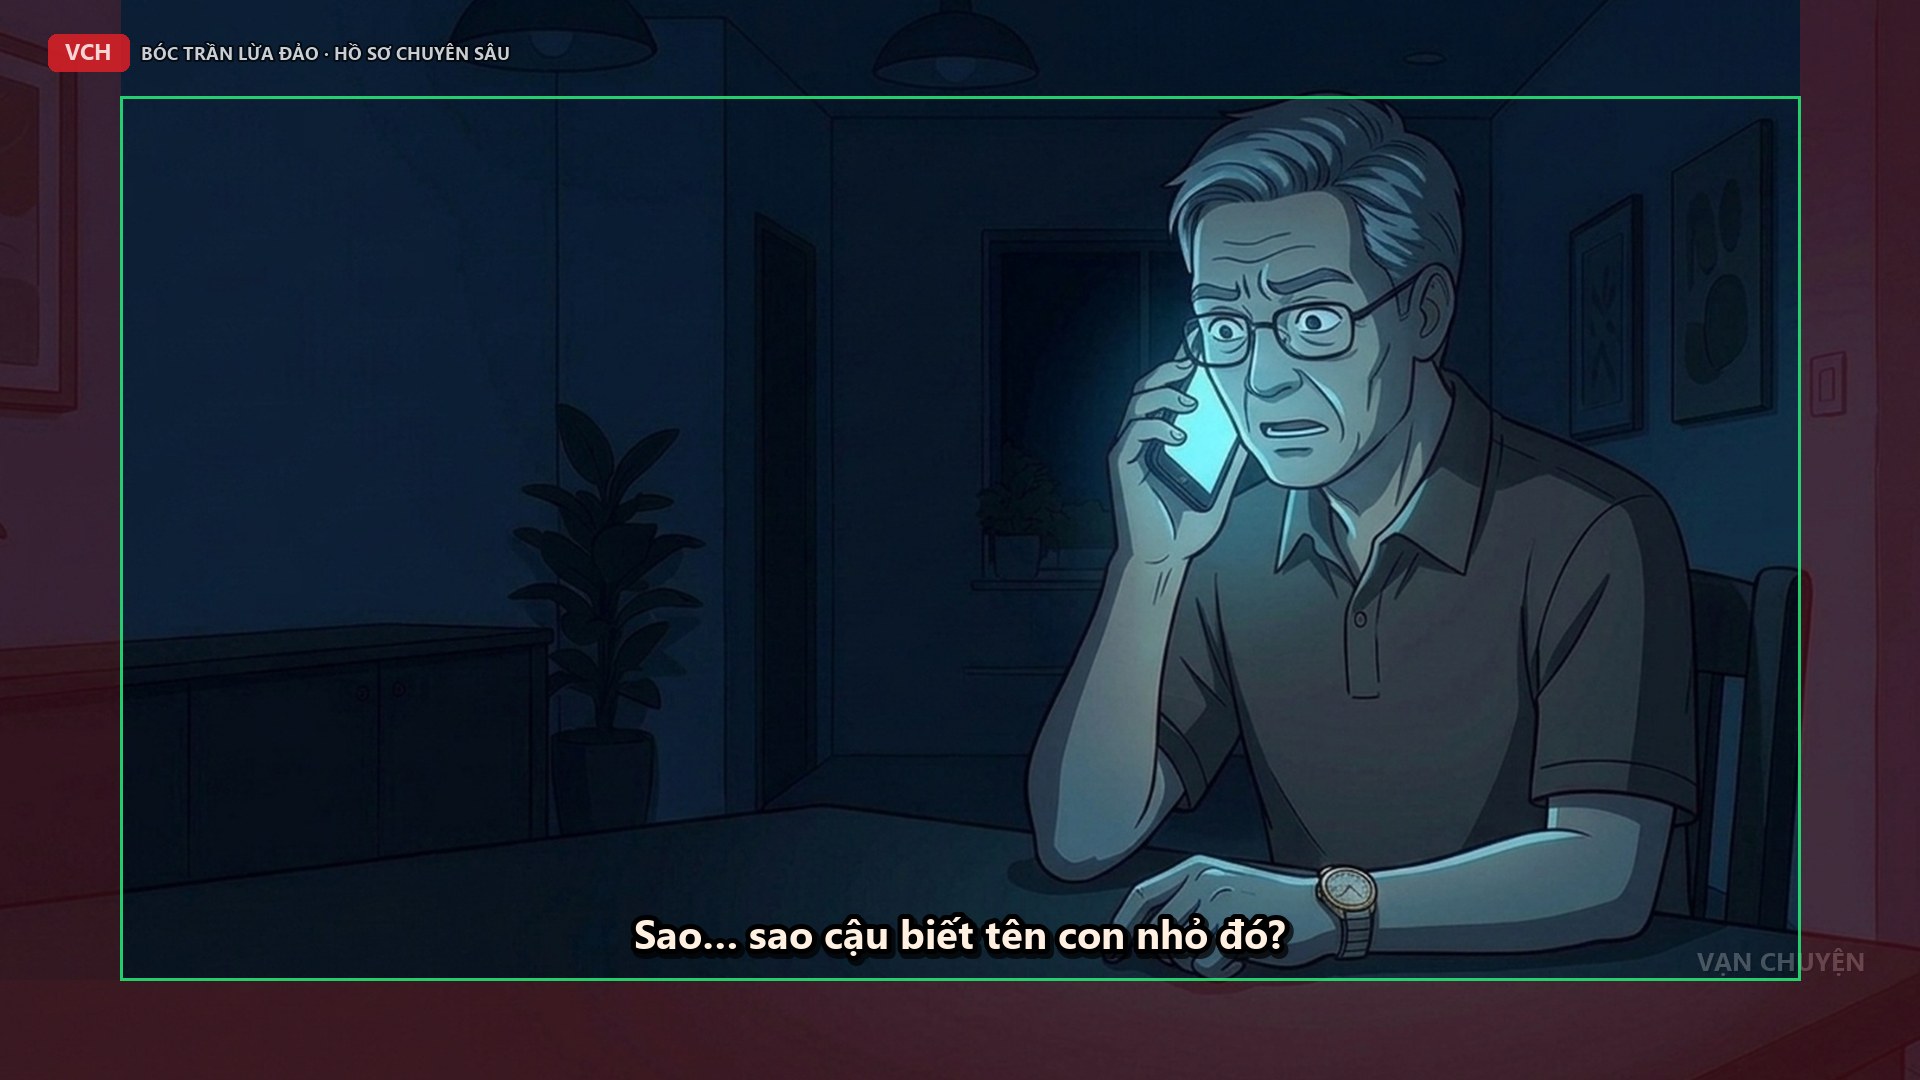 VCH BÓC TRẦN LỪA ĐẢO · HỒ SƠ CHUYÊN SÂU
Sao... sao cậu biết tên con nhỏ đó?
VẠN CHUYỆN